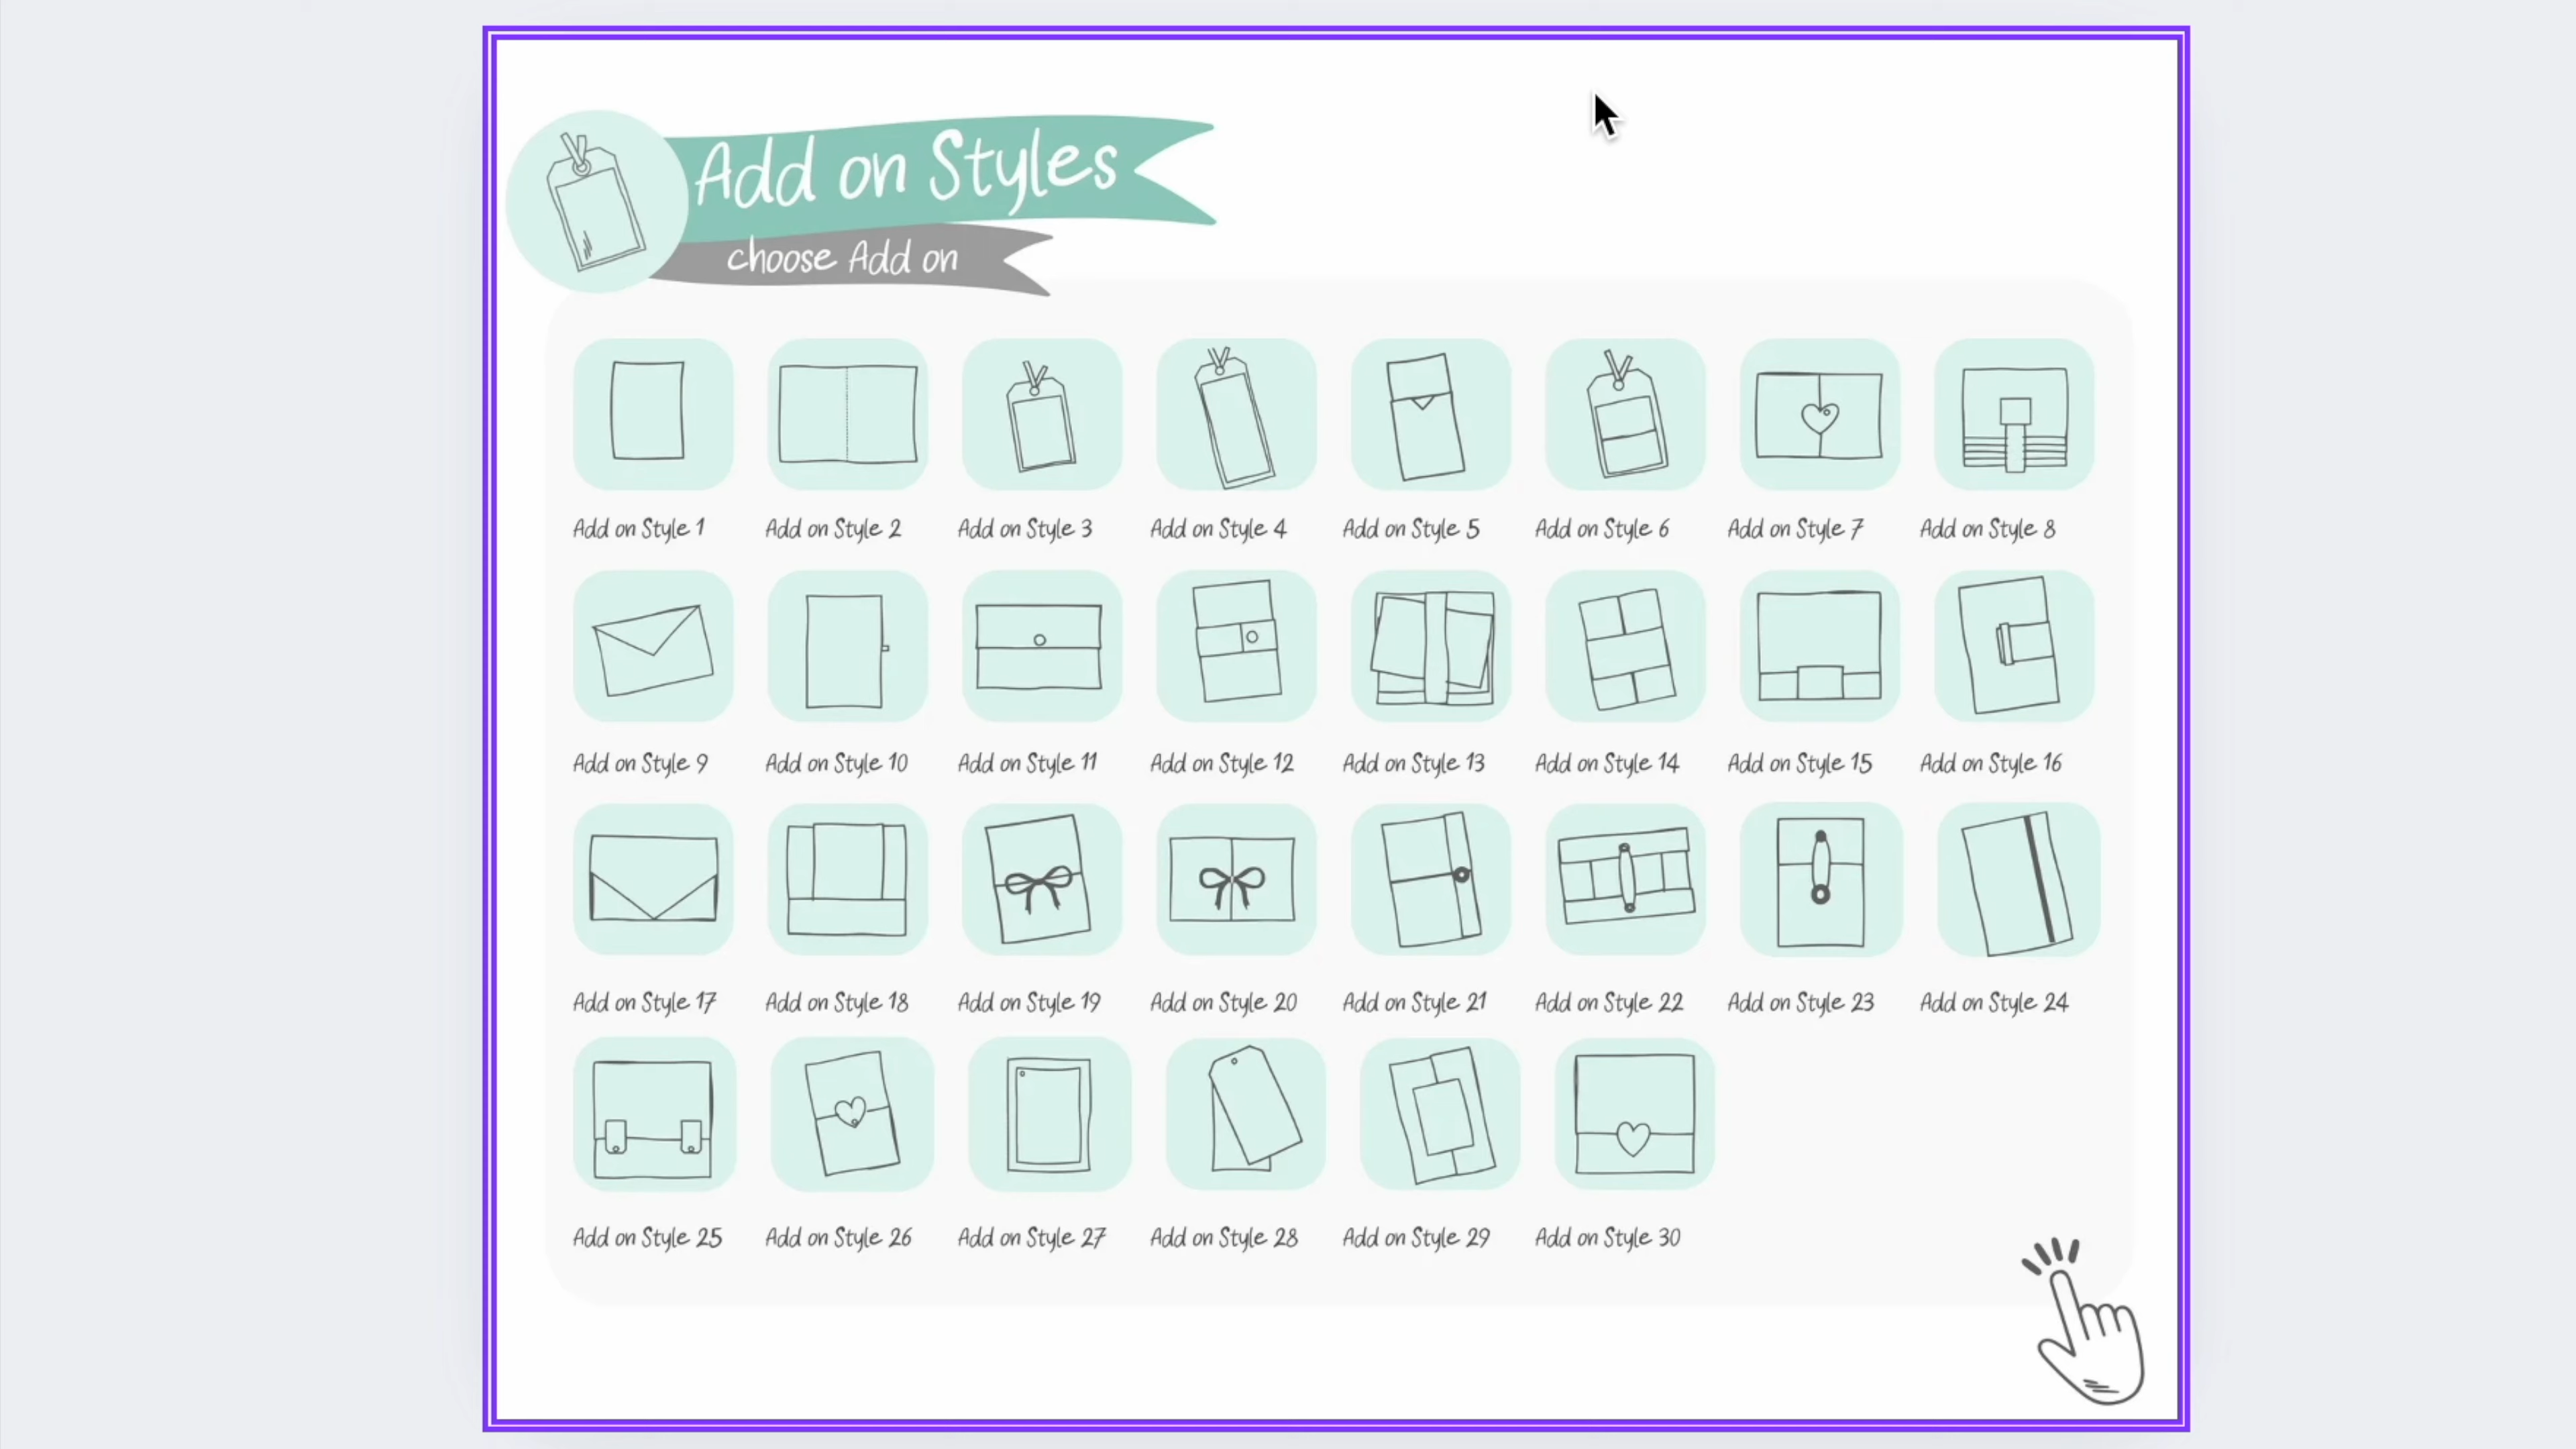 Add on Styles
choose Add on
Add on Style 1
Add on Style 2
Add on Style 3
Add on Style 4
Add on Style 5
Add on Style 6
Add on Style 7
Add on Style 8
Add on Style 9
Add on Style 10
Add on Style 11
Add on Style 12
Add on Style 13
Add on Style 14
Add on Style 15
Add on Style 16
Add on Style 17
Add on Style 18
Add on Style 19
Add on Style 20
Add on Style 21
Add on Style 22
Add on Style 23
Add on Style 24
Add on Style 25
Add on Style 26
Add on Style 27
Add on Style 28
Add on Style 29
Add on Style 30